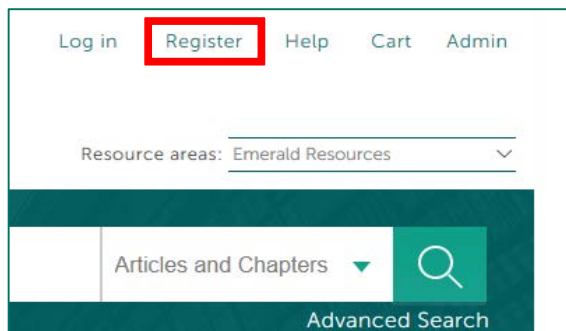 Log in Register Help Cart Admin
Resource areas: Emerald Resources
Articles and Chapters
Advanced Search